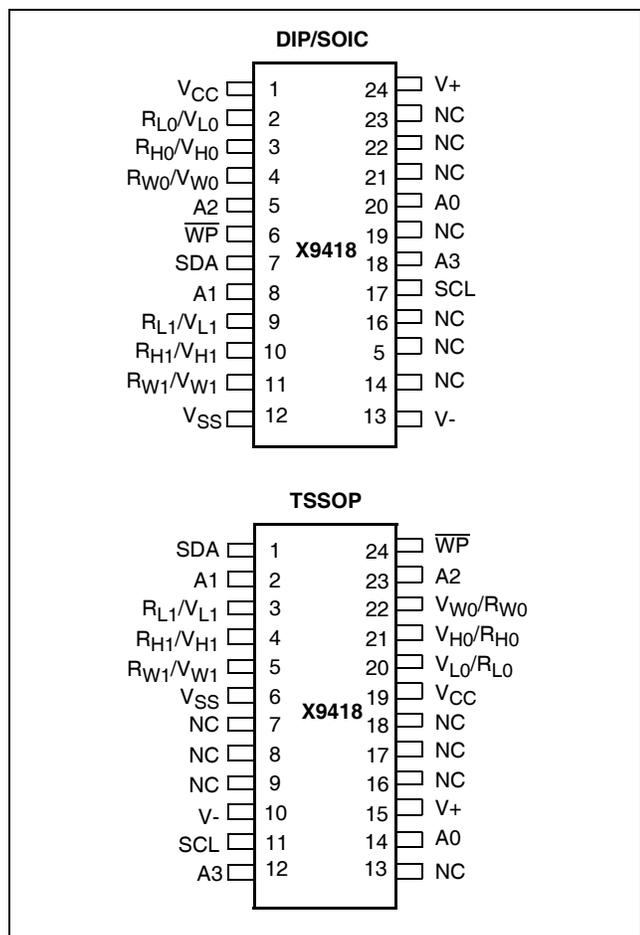 DIP/SOIC
VCC 1 24 V+
RL0/VL0 2 23 NC
RH0/VH0 3 22 NC
RW0/VW0 4 21 NC
A2 5 20 A0
W̅P̅ 6 19 NC
X9418
SDA 7 18 A3
A1 8 17 SCL
RL1/VL1 9 16 NC
RH1/VH1 10 5 NC
RW1/VW1 11 14 NC
VSS 12 13 V-
TSSOP
SDA 1 24 W̅P̅
A1 2 23 A2
RL1/VL1 3 22 VW0/RW0
RH1/VH1 4 21 VH0/RH0
RW1/VW1 5 20 VL0/RL0
VSS 6 19 VCC
X9418
NC 7 18 NC
NC 8 17 NC
NC 9 16 NC
V- 10 15 V+
SCL 11 14 A0
A3 12 13 NC